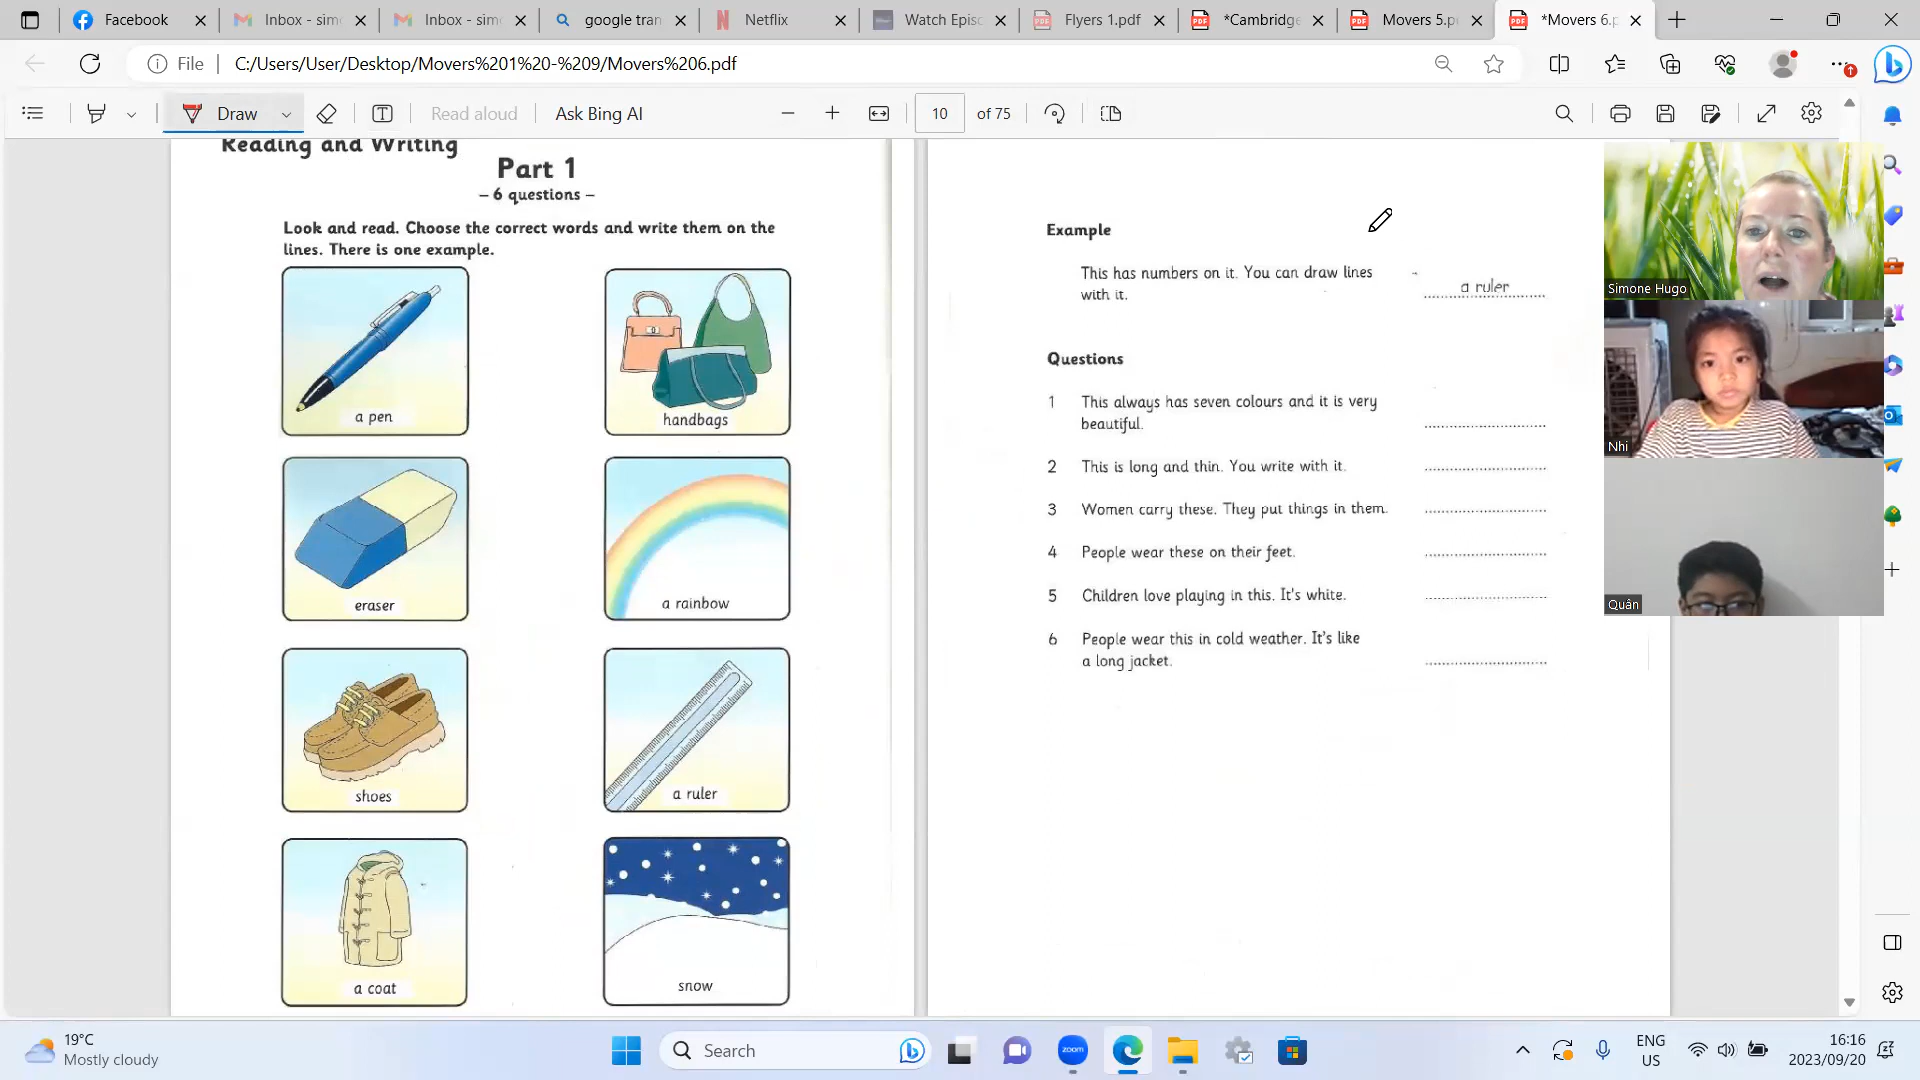 Facebook
Inbox - sim
Inbox - sim
google tran
Netflix
Watch Epis
Flyers 1.pdf
*Cambridge
Movers 5.p
*Movers 6.p
File
C:/Users/User/Desktop/Movers%201%20-%209/Movers%206.pdf
Draw
Read aloud
Ask Bing AI
10
of 75
Reading and Writing
Part 1
– 6 questions –
Look and read. Choose the correct words and write them on the
lines. There is one example.
a pen
handbags
eraser
a rainbow
shoes
a ruler
a coat
snow
Example
This has numbers on it. You can draw lines
with it.
a ruler
Questions
1 This always has seven colours and it is very
beautiful.
2 This is long and thin. You write with it.
3 Women carry these. They put things in them.
4 People wear these on their feet.
5 Children love playing in this. It's white.
6 People wear this in cold weather. It's like
a long jacket.
Simone Hugo
Nhi
Quân
19°C
Mostly cloudy
Search
zoom
ENG
US
16:16
2023/09/20